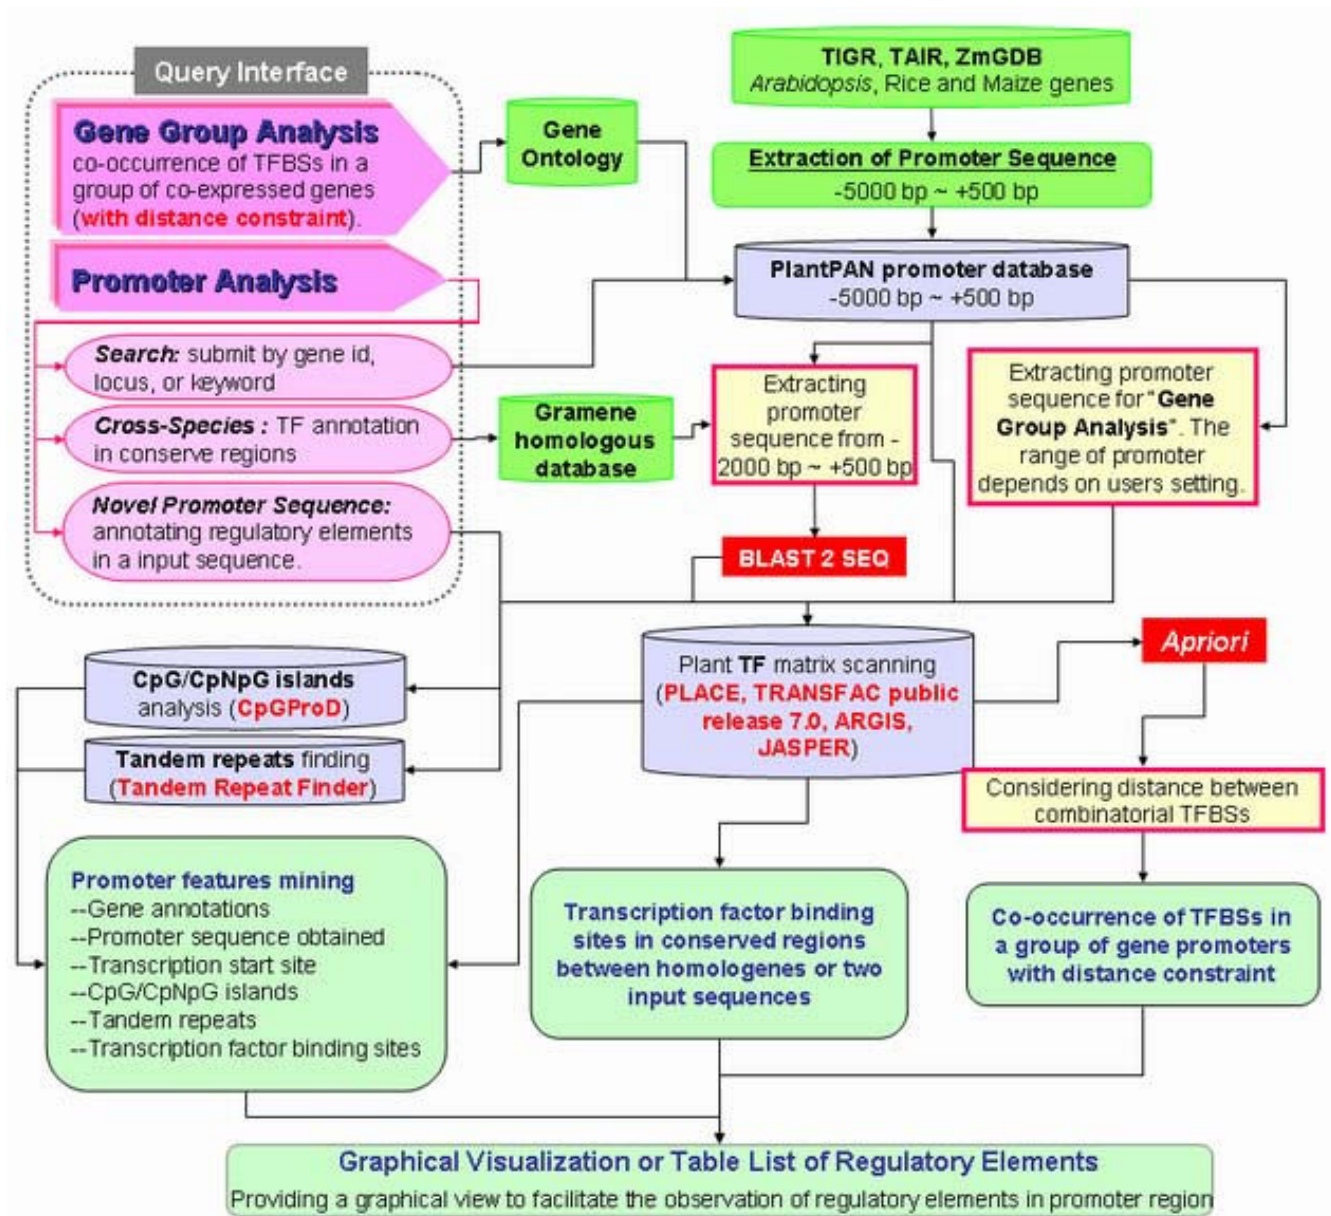 Query Interface
Gene Group Analysis
co-occurrence of TFBSs in a
group of co-expressed genes
(with distance constraint).
Promoter Analysis
Search: submit by gene id,
locus, or keyword
Cross-Species : TF annotation
in conserve regions
Novel Promoter Sequence:
annotating regulatory elements
in a input sequence.
Gene
Ontology
Gramene
homologous
database
TIGR, TAIR, ZmGDB
Arabidopsis, Rice and Maize genes
Extraction of Promoter Sequence
-5000 bp ~ +500 bp
PlantPAN promoter database
-5000 bp ~ +500 bp
Extracting
promoter
sequence from -
2000 bp ~ +500 bp
Extracting promoter
sequence for "Gene
Group Analysis". The
range of promoter
depends on users setting.
BLAST 2 SEQ
Plant TF matrix scanning
(PLACE, TRANSFAC public
release 7.0, ARGIS,
JASPER)
Apriori
CpG/CpNpG islands
analysis (CpGProD)
Tandem repeats finding
(Tandem Repeat Finder)
Considering distance between
combinatorial TFBSs
Promoter features mining
--Gene annotations
--Promoter sequence obtained
--Transcription start site
--CpG/CpNpG islands
--Tandem repeats
--Transcription factor binding sites
Transcription factor binding
sites in conserved regions
between homologenes or two
input sequences
Co-occurrence of TFBSs in
a group of gene promoters
with distance constraint
Graphical Visualization or Table List of Regulatory Elements
Providing a graphical view to facilitate the observation of regulatory elements in promoter region